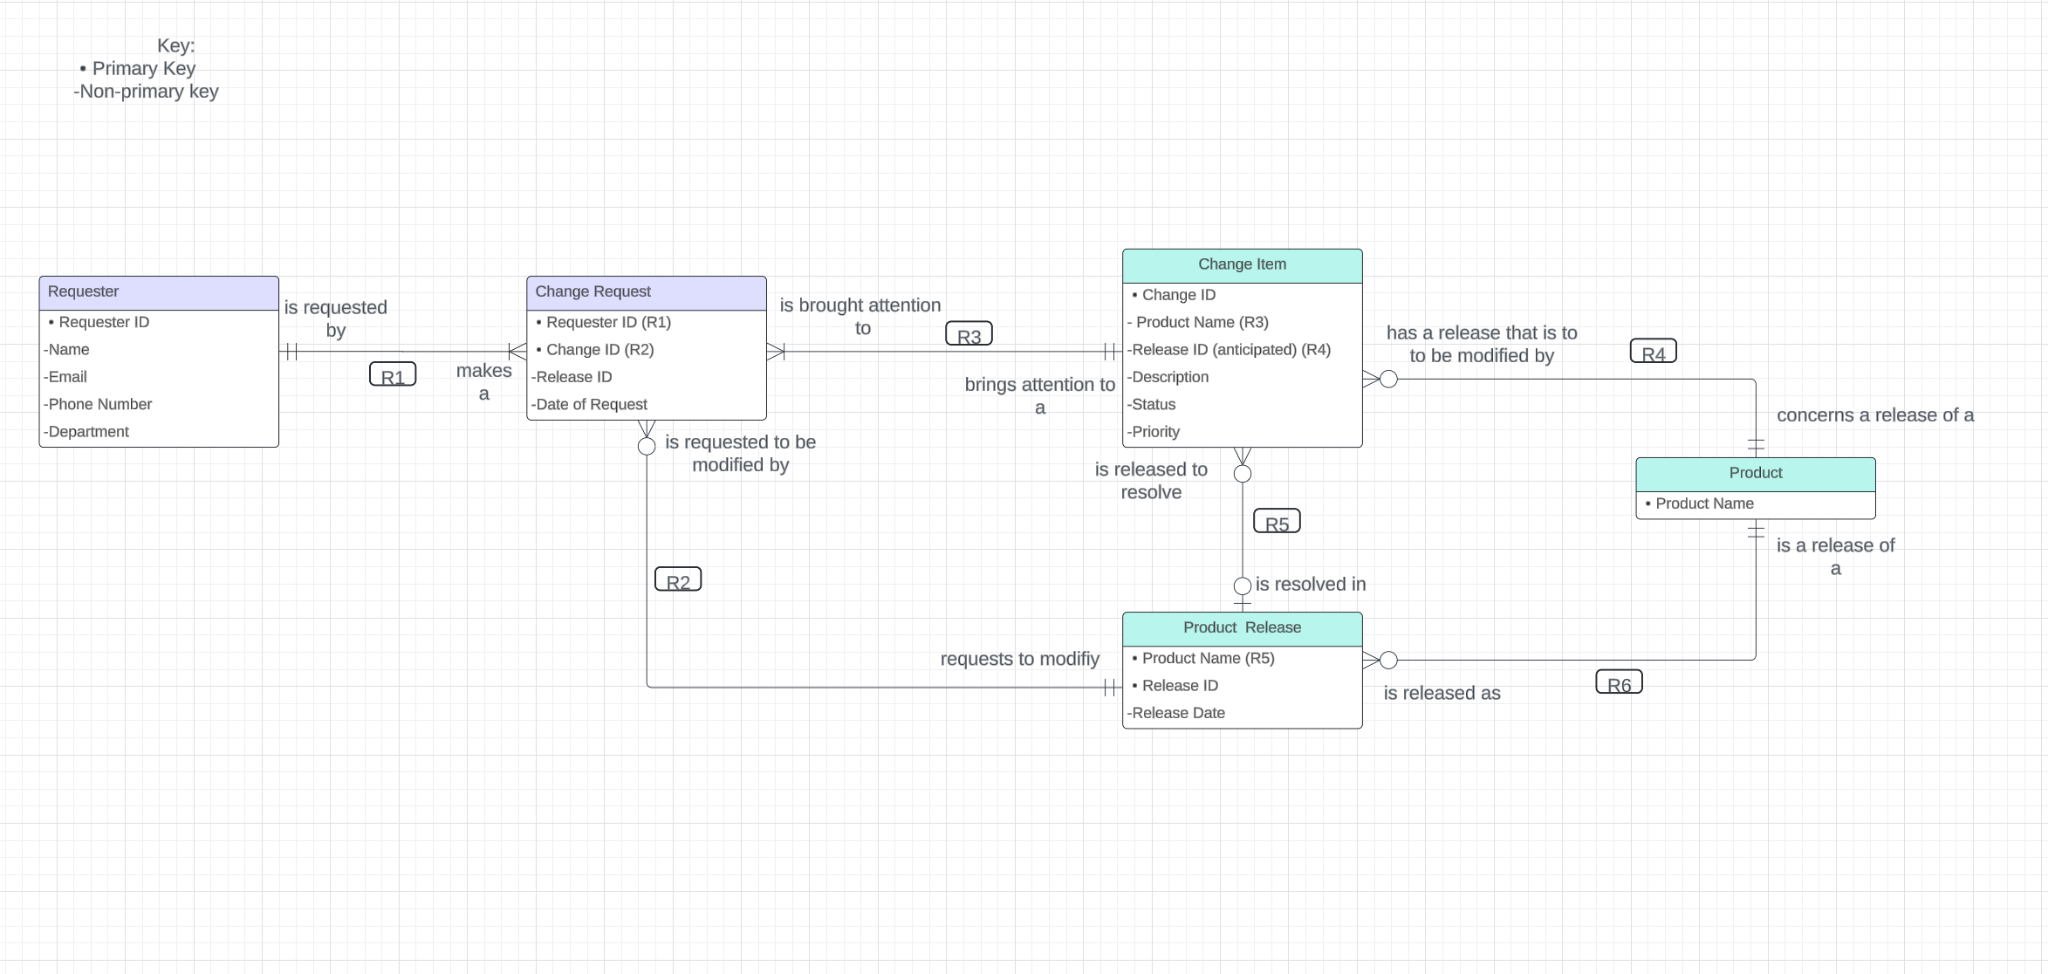 Key:
• Primary Key
-Non-primary key
Requester
• Requester ID
-Name
-Email
-Phone Number
-Department
is requested
by
R1
makes
a
Change Request
• Requester ID (R1)
• Change ID (R2)
-Release ID
-Date of Request
is brought attention
to
R3
brings attention to
a
is requested to be
modified by
R2
requests to modifiy
Change Item
• Change ID
- Product Name (R3)
-Release ID (anticipated) (R4)
-Description
-Status
-Priority
has a release that is to
to be modified by
R4
concerns a release of a
is released to
resolve
R5
is resolved in
Product
• Product Name
is a release of
a
Product  Release
• Product Name (R5)
• Release ID
-Release Date
is released as
R6